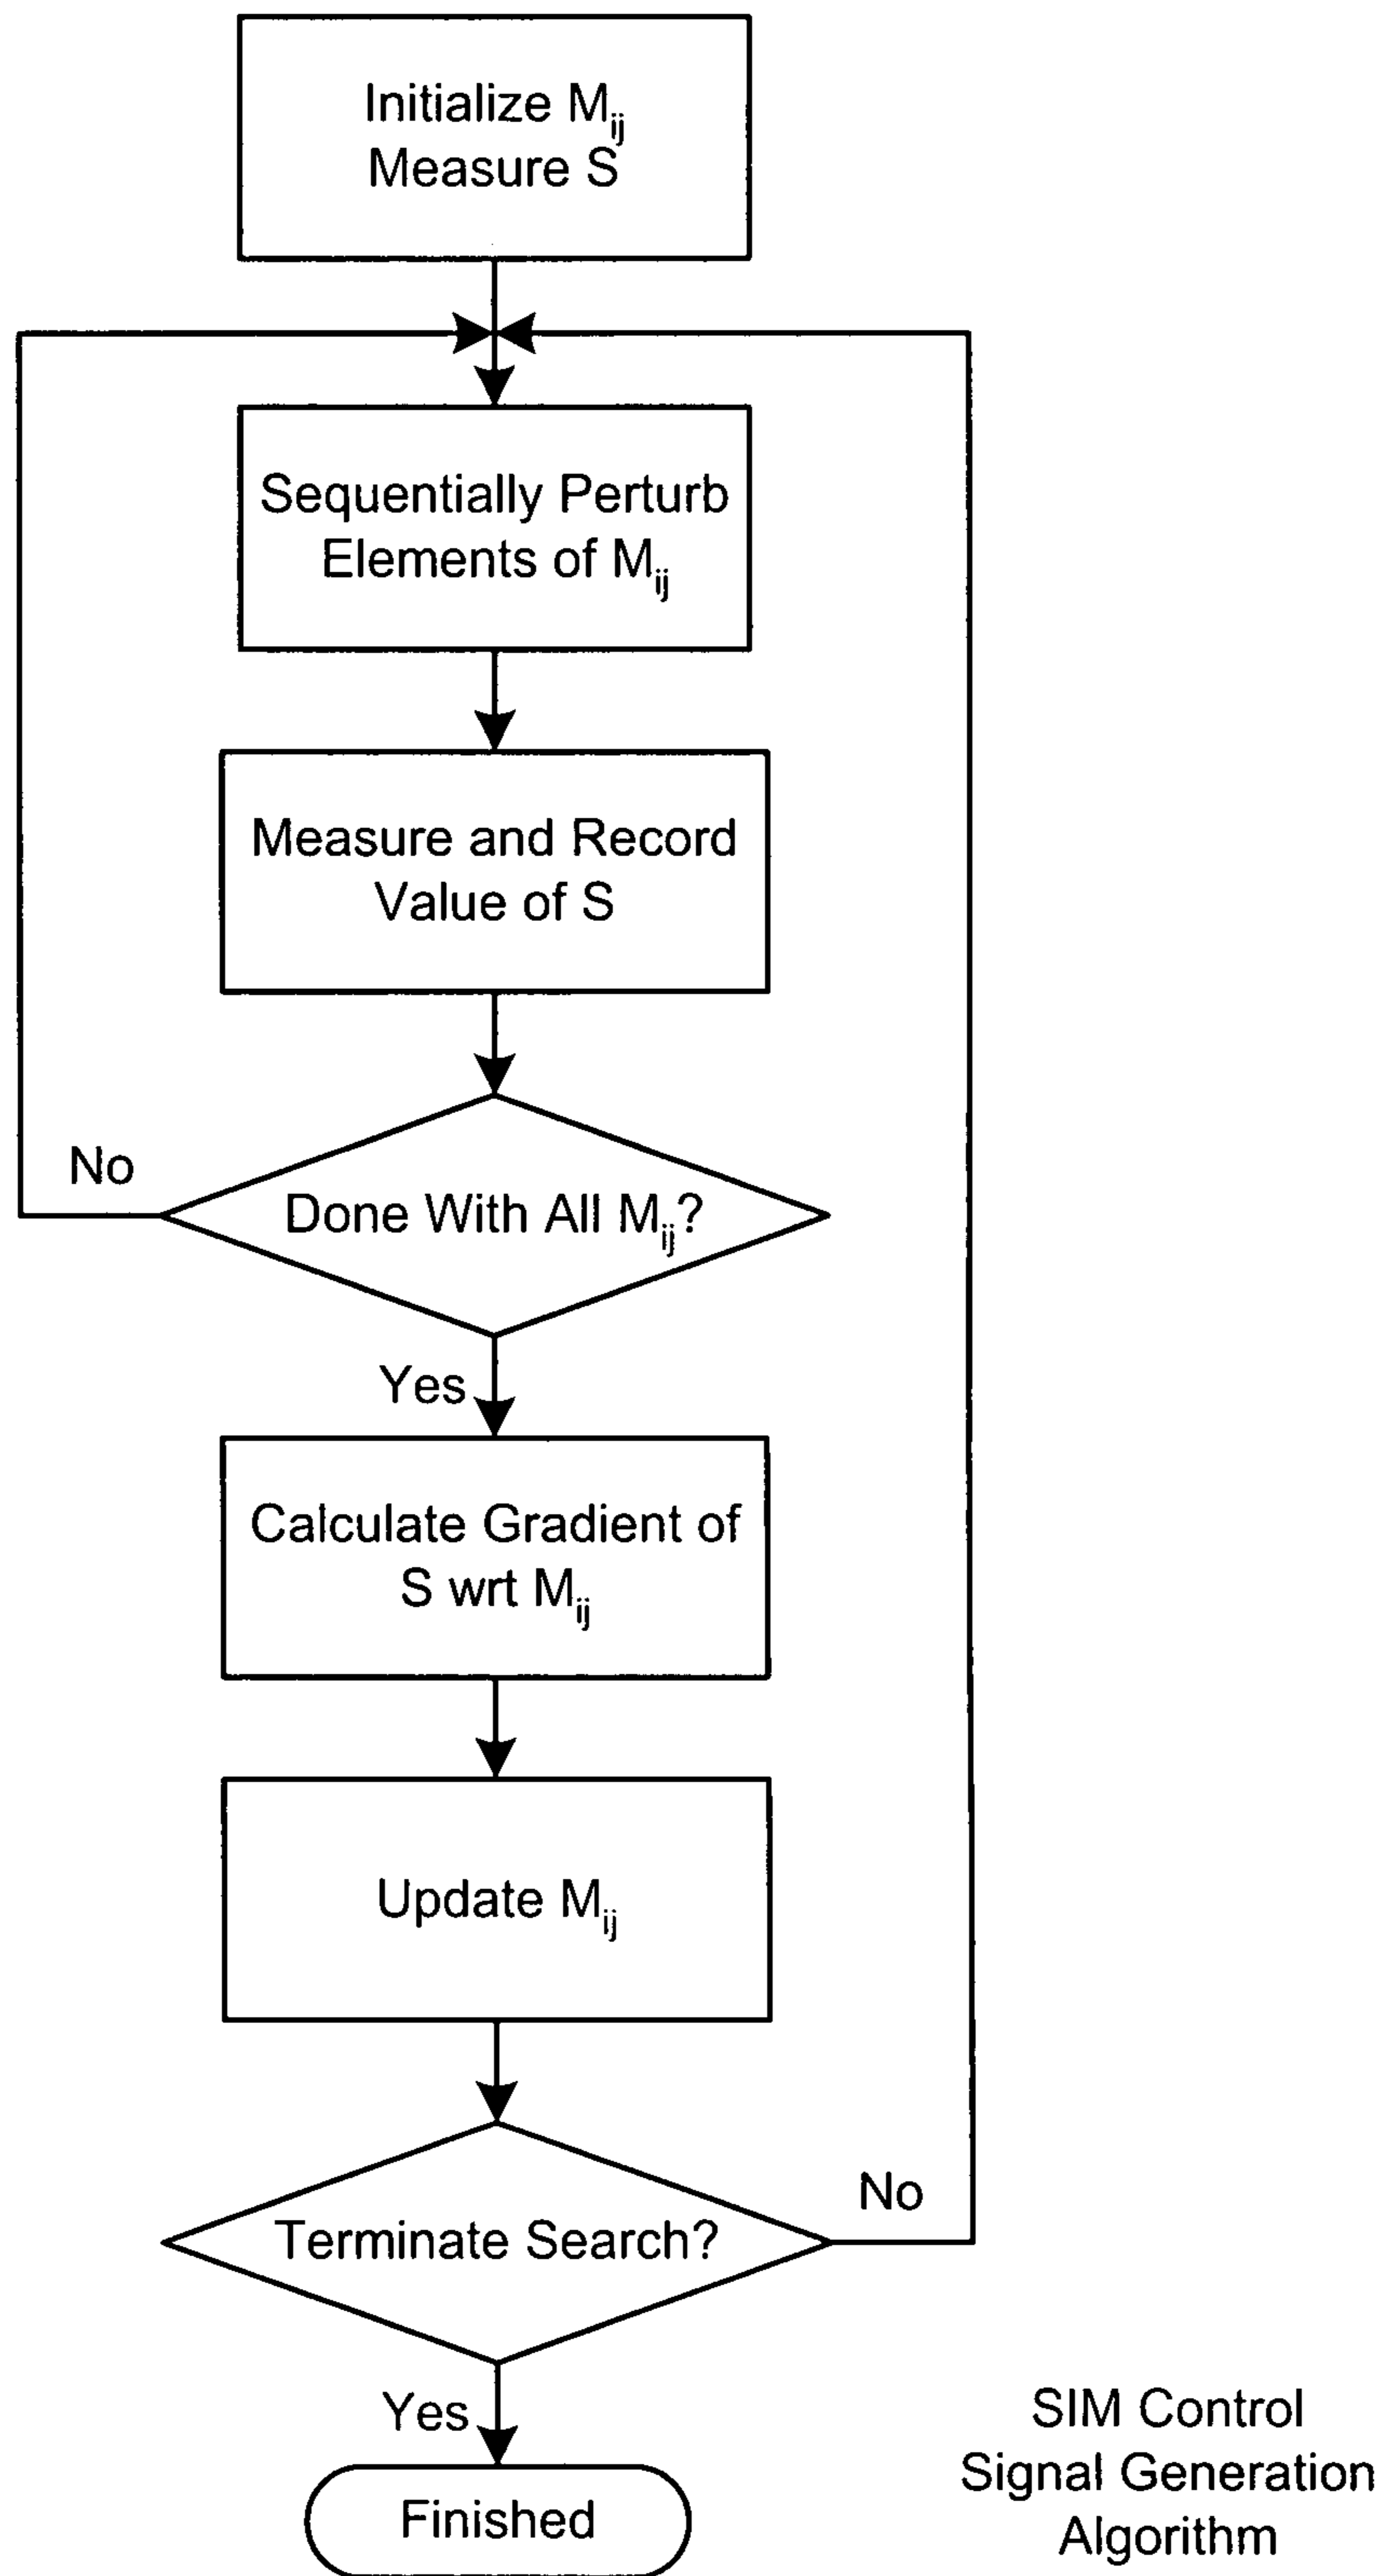 Initialize M_ij
Measure S
Sequentially Perturb
Elements of M_ij
Measure and Record
Value of S
No
Done With All M_ij?
Yes
Calculate Gradient of
S wrt M_ij
Update M_ij
No
Terminate Search?
Yes
Finished
SIM Control
Signal Generation
Algorithm